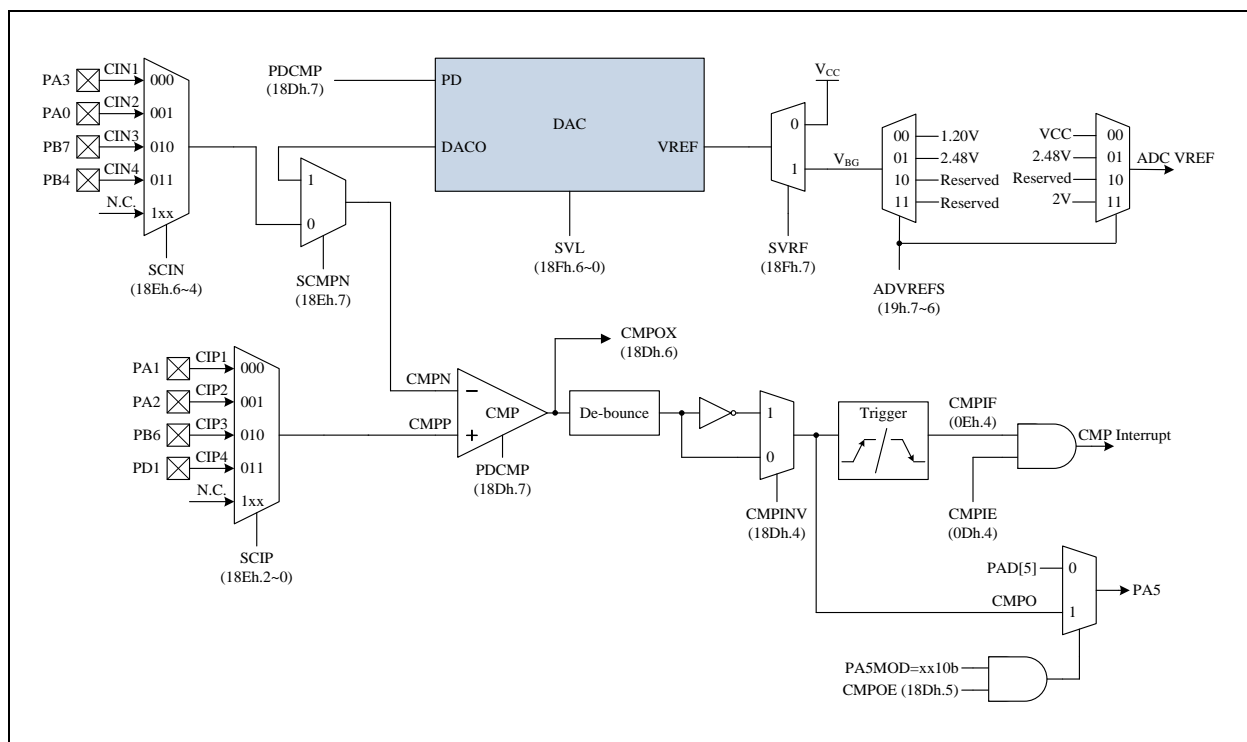 PA3
CIN1
000
PA0
CIN2
001
PB7
CIN3
010
PB4
CIN4
011
N.C.
1xx
SCIN
(18Eh.6~4)
PDCMP
(18Dh.7)
1
0
SCMPN
(18Eh.7)
PD
DAC
DACO
VREF
SVL
(18Fh.6~0)
VCC
0
1
SVRF
(18Fh.7)
VBG
00
1.20V
01
2.48V
10
Reserved
11
Reserved
ADVREFS
(19h.7~6)
VCC
00
2.48V
01
Reserved
10
2V
11
ADC VREF
PA1
CIP1
000
PA2
CIP2
001
PB6
CIP3
010
PD1
CIP4
011
N.C.
1xx
SCIP
(18Eh.2~0)
CMPN
−
CMP
CMPP
+
PDCMP
(18Dh.7)
CMPOX
(18Dh.6)
De-bounce
1
0
CMPINV
(18Dh.4)
Trigger
CMPIF
(0Eh.4)
CMP Interrupt
CMPIE
(0Dh.4)
PAD[5]
0
CMPO
1
PA5
PA5MOD=xx10b
CMPOE (18Dh.5)